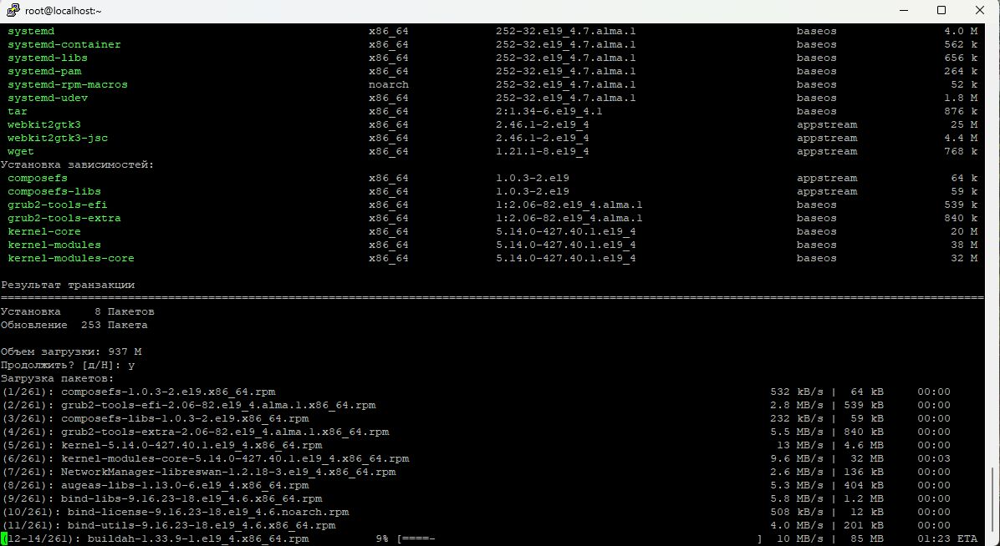 root@localhost:~
systemd x86_64 252-32.el9_4.7.alma.1 baseos 4.0 M
systemd-container x86_64 252-32.el9_4.7.alma.1 baseos 562 k
systemd-libs x86_64 252-32.el9_4.7.alma.1 baseos 656 k
systemd-pam x86_64 252-32.el9_4.7.alma.1 baseos 264 k
systemd-rpm-macros noarch 252-32.el9_4.7.alma.1 baseos 52 k
systemd-udev x86_64 252-32.el9_4.7.alma.1 baseos 1.8 M
tar x86_64 2:1.34-6.el9_4.1 baseos 876 k
webkit2gtk3 x86_64 2.46.1-2.el9_4 appstream 25 M
webkit2gtk3-jsc x86_64 2.46.1-2.el9_4 appstream 4.4 M
wget x86_64 1.21.1-8.el9_4 appstream 768 k
Установка зависимостей:
composefs x86_64 1.0.3-2.el9 appstream 64 k
composefs-libs x86_64 1.0.3-2.el9 appstream 59 k
grub2-tools-efi x86_64 1:2.06-82.el9_4.alma.1 baseos 539 k
grub2-tools-extra x86_64 1:2.06-82.el9_4.alma.1 baseos 840 k
kernel-core x86_64 5.14.0-427.40.1.el9_4 baseos 20 M
kernel-modules x86_64 5.14.0-427.40.1.el9_4 baseos 38 M
kernel-modules-core x86_64 5.14.0-427.40.1.el9_4 baseos 32 M
Результат транзакции
Установка 8 Пакетов
Обновление 253 Пакета
Объем загрузки: 937 M
Продолжить? [д/Н]: y
Загрузка пакетов:
(1/261): composefs-1.0.3-2.el9.x86_64.rpm 532 kB/s | 64 kB 00:00
(2/261): grub2-tools-efi-2.06-82.el9_4.alma.1.x86_64.rpm 2.8 MB/s | 539 kB 00:00
(3/261): composefs-libs-1.0.3-2.el9.x86_64.rpm 232 kB/s | 59 kB 00:00
(4/261): grub2-tools-extra-2.06-82.el9_4.alma.1.x86_64.rpm 5.5 MB/s | 840 kB 00:00
(5/261): kernel-5.14.0-427.40.1.el9_4.x86_64.rpm 13 MB/s | 4.6 MB 00:00
(6/261): kernel-modules-core-5.14.0-427.40.1.el9_4.x86_64.rpm 9.6 MB/s | 32 MB 00:03
(7/261): NetworkManager-libreswan-1.2.18-3.el9_4.x86_64.rpm 2.6 MB/s | 136 kB 00:00
(8/261): augeas-libs-1.13.0-6.el9_4.x86_64.rpm 5.3 MB/s | 404 kB 00:00
(9/261): bind-libs-9.16.23-18.el9_4.6.x86_64.rpm 5.8 MB/s | 1.2 MB 00:00
(10/261): bind-license-9.16.23-18.el9_4.6.noarch.rpm 508 kB/s | 12 kB 00:00
(11/261): bind-utils-9.16.23-18.el9_4.6.x86_64.rpm 4.0 MB/s | 201 kB 00:00
(12-14/261): buildah-1.33.9-1.el9_4.x86_64.rpm 9% [====- ] 10 MB/s | 85 MB 01:23 ETA